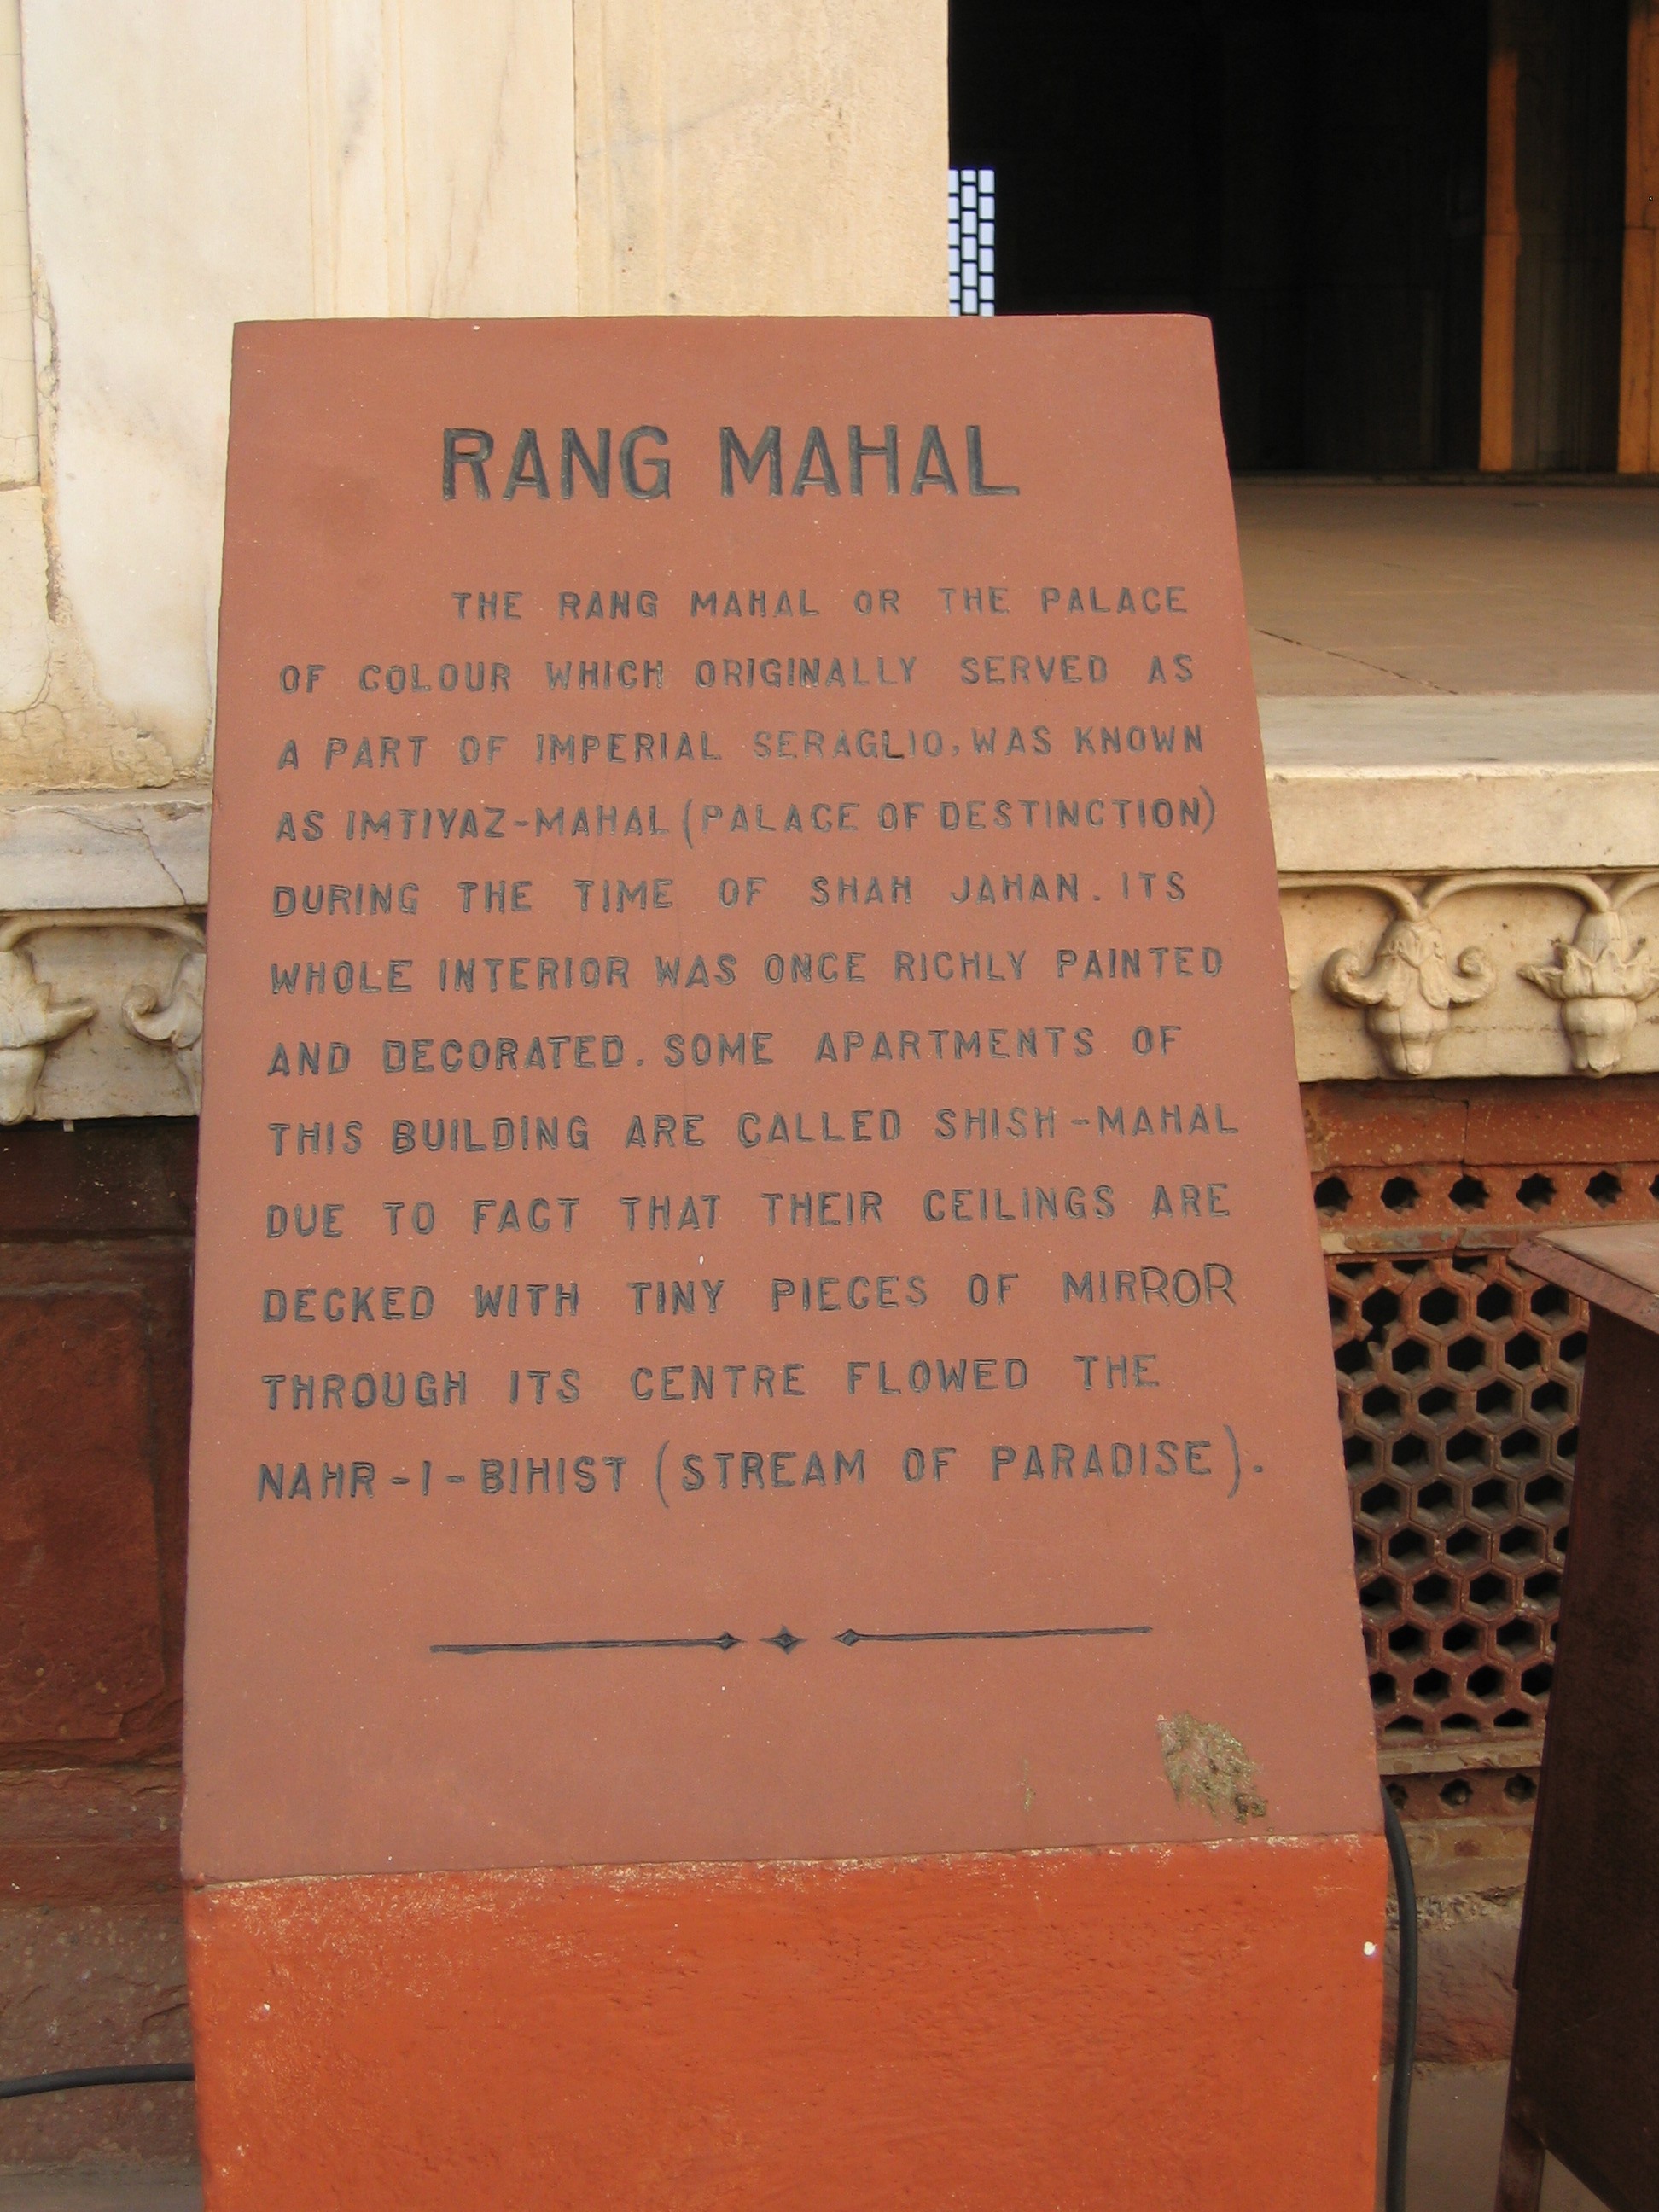 RANG MAHAL
THE RANG MAHAL OR THE PALACE
OF COLOUR WHICH ORIGINALLY SERVED AS
A PART OF IMPERIAL SERAGLIO, WAS KNOWN
AS IMTIYAZ-MAHAL (PALACE OF DESTINCTION)
DURING THE TIME OF SHAH JAHAN. ITS
WHOLE INTERIOR WAS ONCE RICHLY PAINTED
AND DECORATED. SOME APARTMENTS OF
THIS BUILDING ARE CALLED SHISH-MAHAL
DUE TO FACT THAT THEIR CEILINGS ARE
DECKED WITH TINY PIECES OF MIRROR
THROUGH ITS CENTRE FLOWED THE
NAHR-I-BIHIST (STREAM OF PARADISE).